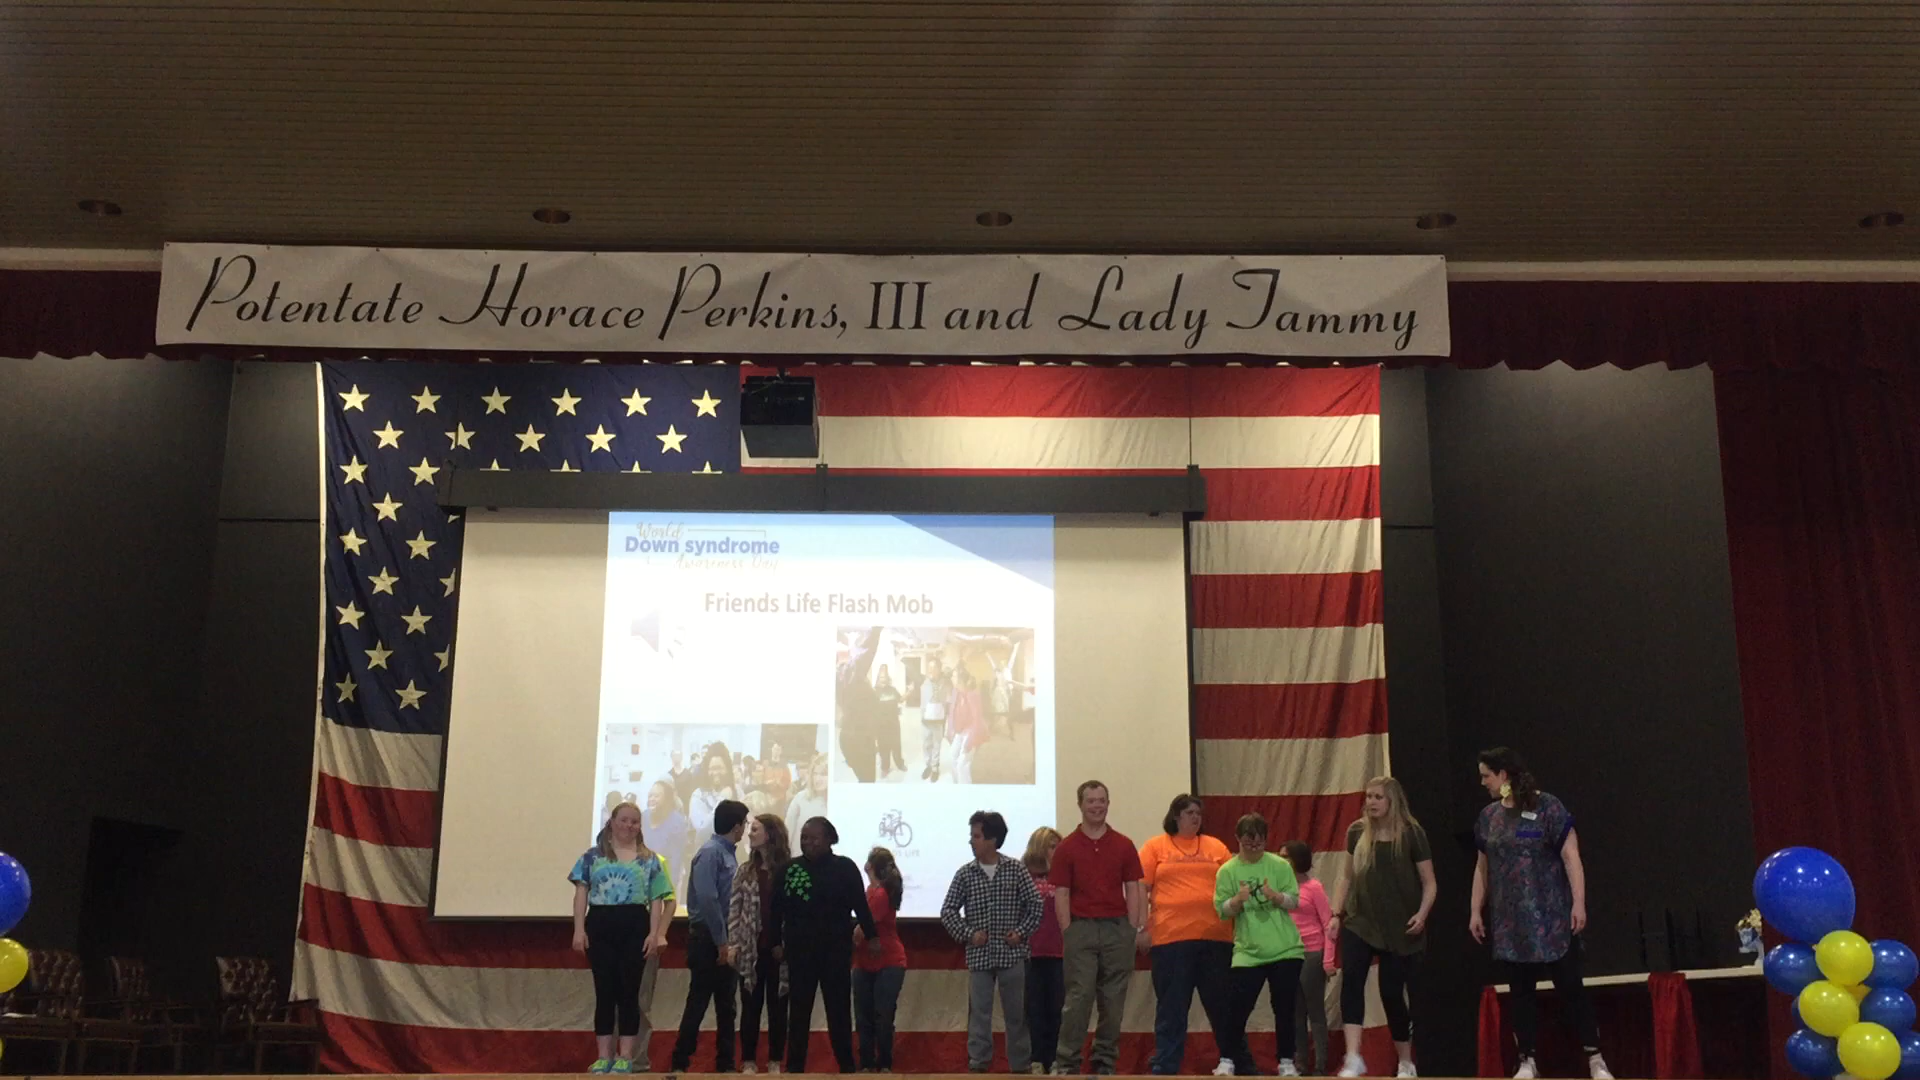 Potentate Horace Perkins, III and Lady Tammy
World
Down syndrome
Awareness Day
Friends Life Flash Mob